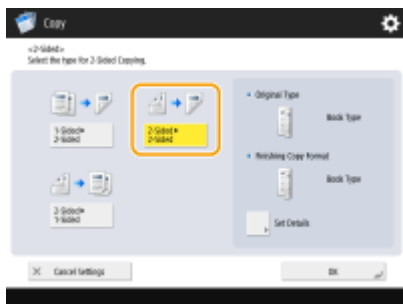 Copy
<2-Sided>
Select the type for 2-Sided Copying.
1-Sided▸
2-Sided
2-Sided▸
2-Sided
2-Sided▸
1-Sided
• Original Type
Book Type
• Finishing Copy Format
Book Type
Set Details
× Cancel Settings
OK